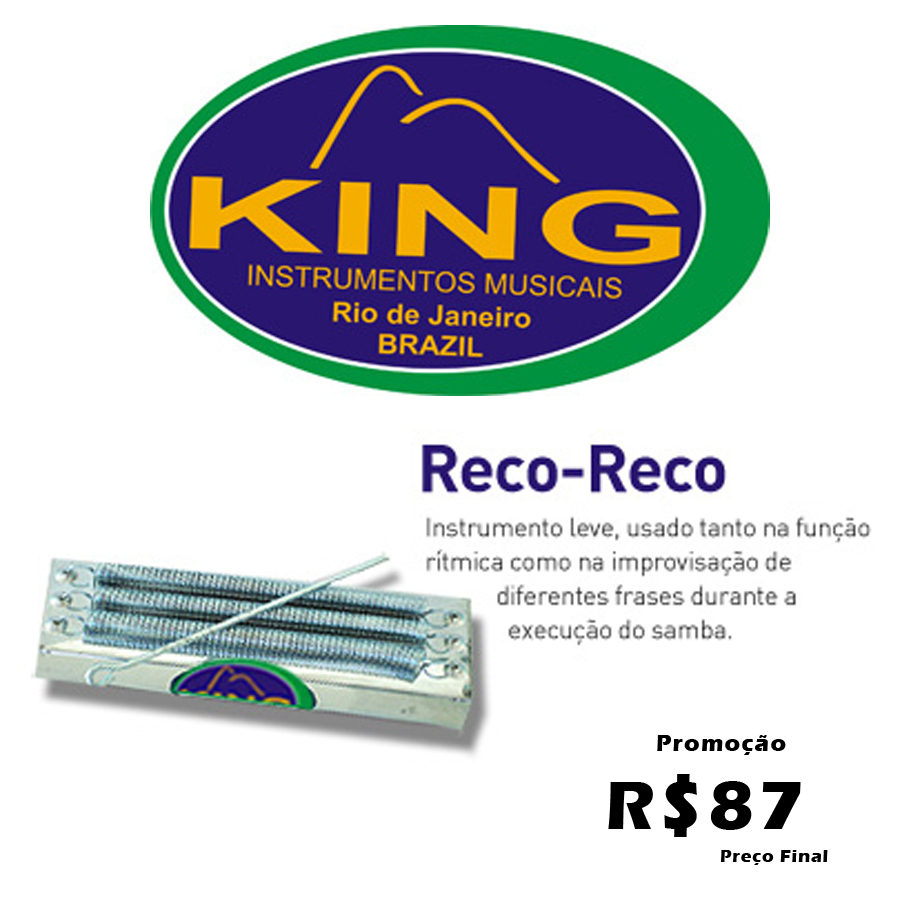 KING
INSTRUMENTOS MUSICAIS
Rio de Janeiro
BRAZIL
Reco-Reco
Instrumento leve, usado tanto na função
rítmica como na improvisação de
diferentes frases durante a
execução do samba.
KING
Promoção
R$87
Preço Final